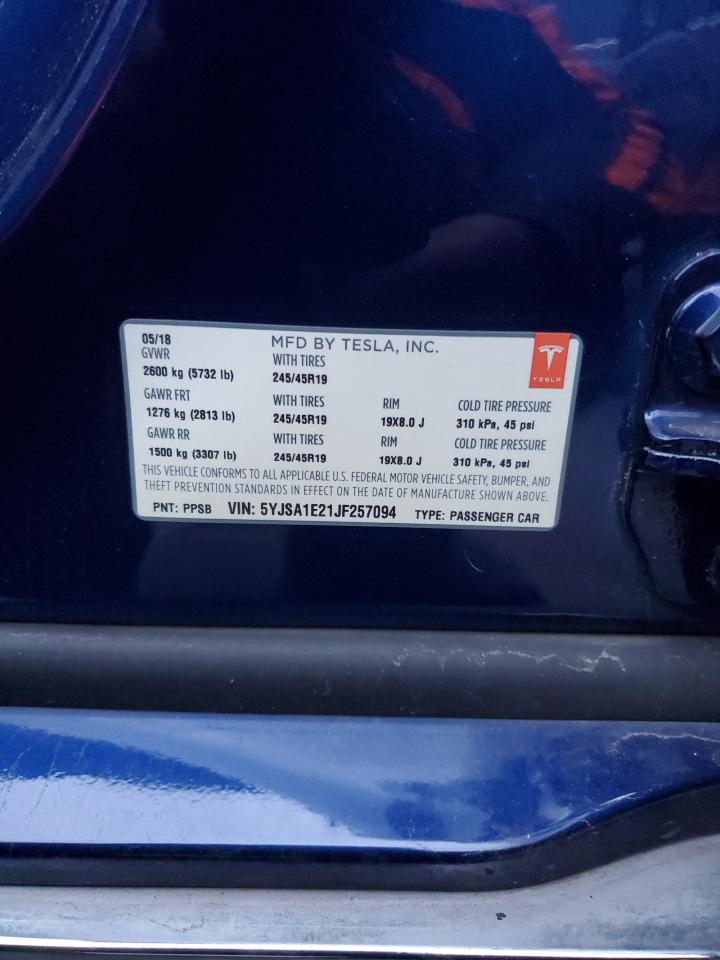 05/18 MFD BY TESLA, INC.
GVWR WITH TIRES
2600 kg (5732 lb) 245/45R19
TESLA
GAWR FRT WITH TIRES RIM COLD TIRE PRESSURE
1276 kg (2813 lb) 245/45R19 19X8.0 J 310 kPa, 45 psi
GAWR RR WITH TIRES RIM COLD TIRE PRESSURE
1500 kg (3307 lb) 245/45R19 19X8.0 J 310 kPa, 45 psi
THIS VEHICLE CONFORMS TO ALL APPLICABLE U.S. FEDERAL MOTOR VEHICLE SAFETY, BUMPER, AND
THEFT PREVENTION STANDARDS IN EFFECT ON THE DATE OF MANUFACTURE SHOWN ABOVE.
PNT: PPSB VIN: 5YJSA1E21JF257094 TYPE: PASSENGER CAR